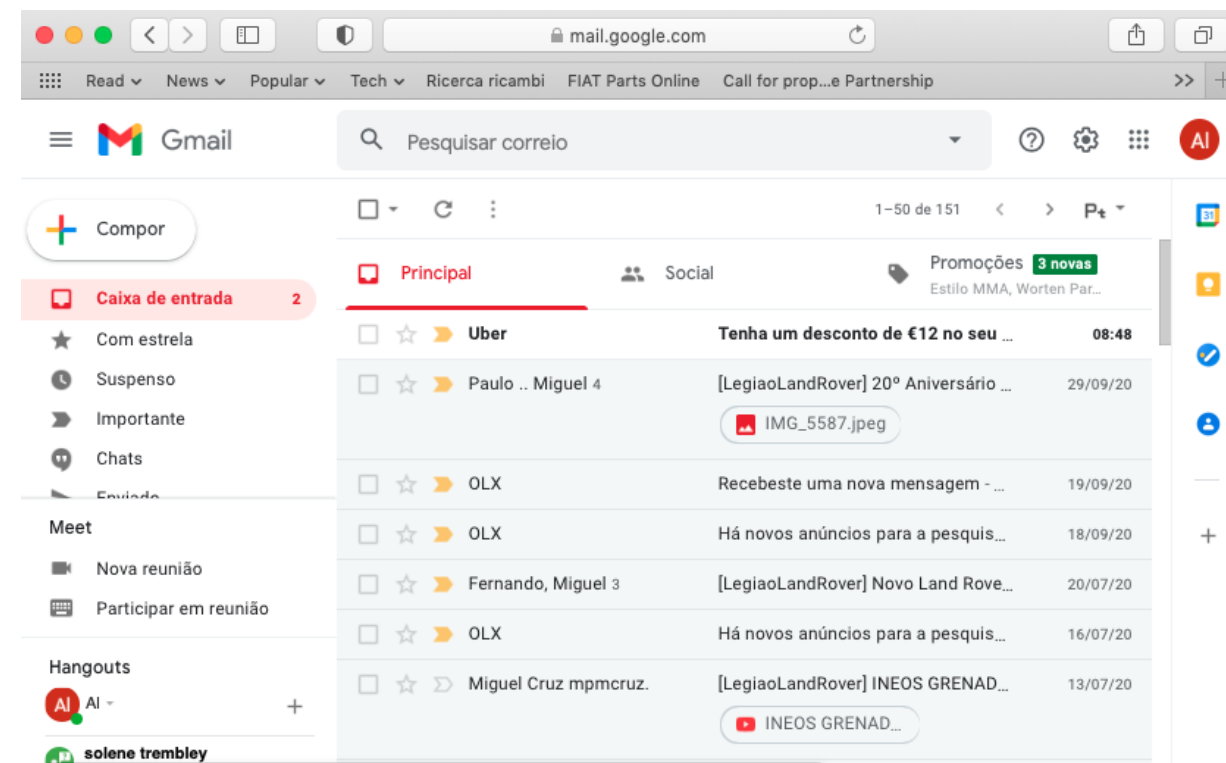 mail.google.com
Read News Popular Tech Ricerca ricambi FIAT Parts Online Call for prop...e Partnership >>
Gmail
Pesquisar correio
AI
Compor
1–50 de 151
Pt
31
Principal
Social
Promoções 3 novas
Estilo MMA, Worten Par...
Caixa de entrada 2
Com estrela
Suspenso
Importante
Chats
Enviado
Uber Tenha um desconto de €12 no seu ... 08:48
Paulo .. Miguel 4 [LegiaoLandRover] 20º Aniversário ... 29/09/20
IMG_5587.jpeg
OLX Recebeste uma nova mensagem - ... 19/09/20
OLX Há novos anúncios para a pesquis... 18/09/20
Fernando, Miguel 3 [LegiaoLandRover] Novo Land Rove... 20/07/20
OLX Há novos anúncios para a pesquis... 16/07/20
Miguel Cruz mpmcruz. [LegiaoLandRover] INEOS GRENAD... 13/07/20
INEOS GRENAD...
Meet
Nova reunião
Participar em reunião
Hangouts
AI AI
solene trembley